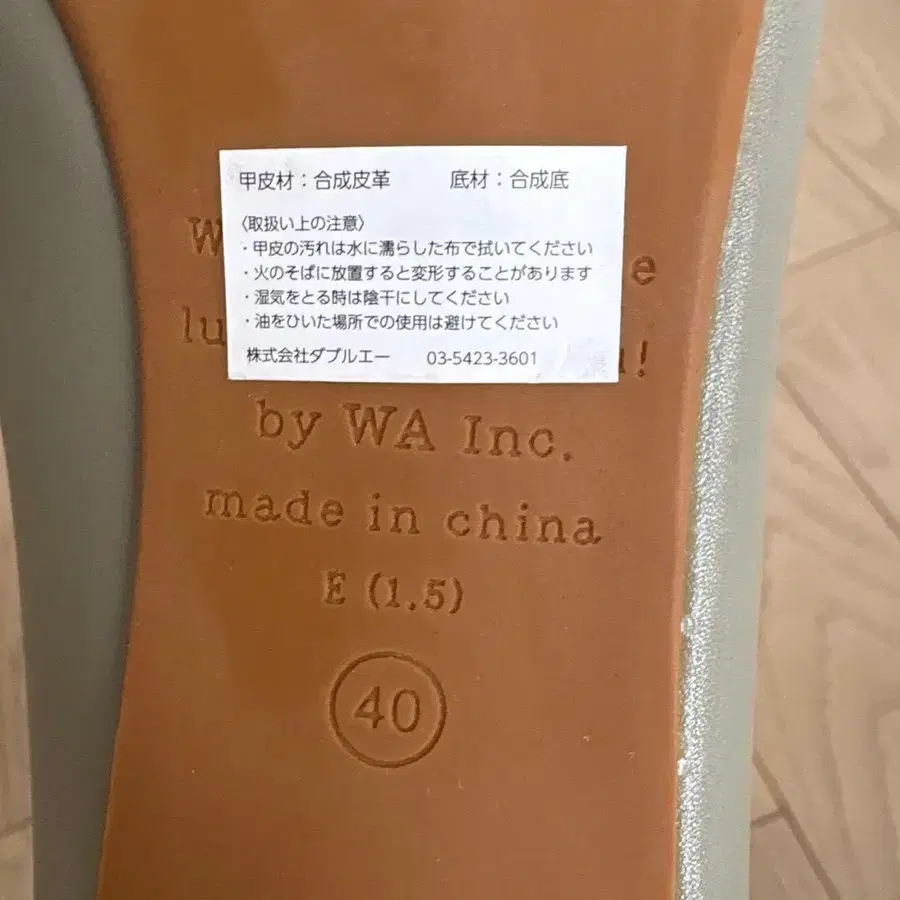 甲皮材：合成皮革　底材：合成底
〈取扱い上の注意〉
・甲皮の汚れは水に濡らした布で拭いてください
・火のそばに放置すると変形することがあります
・湿気をとる時は陰干にしてください
・油をひいた場所での使用は避けてください
株式会社ダブルエー　03-5423-3601
by WA Inc.
made in china
E (1.5)
40